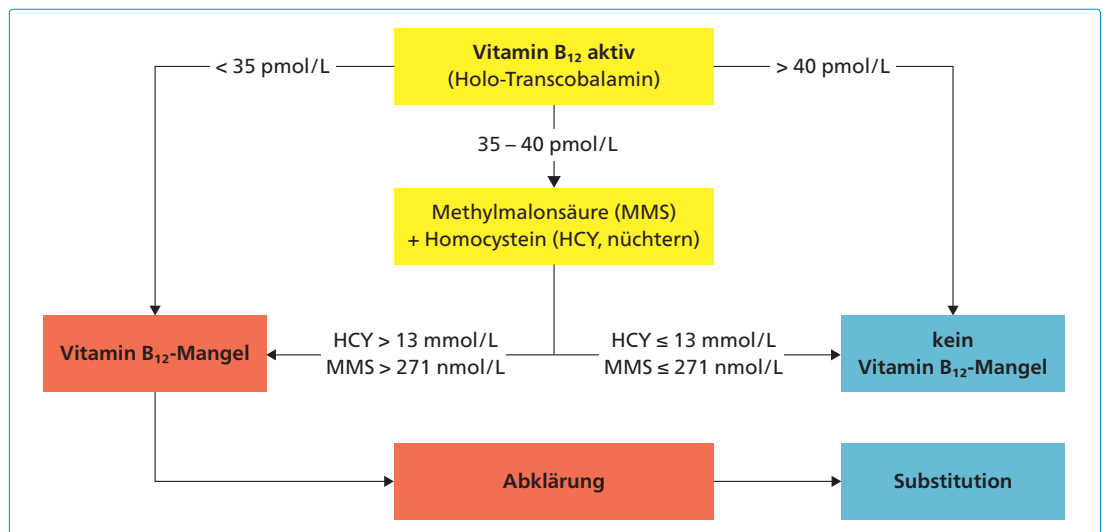 Vitamin B₁₂ aktiv
(Holo-Transcobalamin)
< 35 pmol/L
> 40 pmol/L
35 – 40 pmol/L
Methylmalonsäure (MMS)
+ Homocystein (HCY, nüchtern)
Vitamin B₁₂-Mangel
HCY > 13 mmol/L
MMS > 271 nmol/L
HCY ≤ 13 mmol/L
MMS ≤ 271 nmol/L
kein
Vitamin B₁₂-Mangel
Abklärung
Substitution